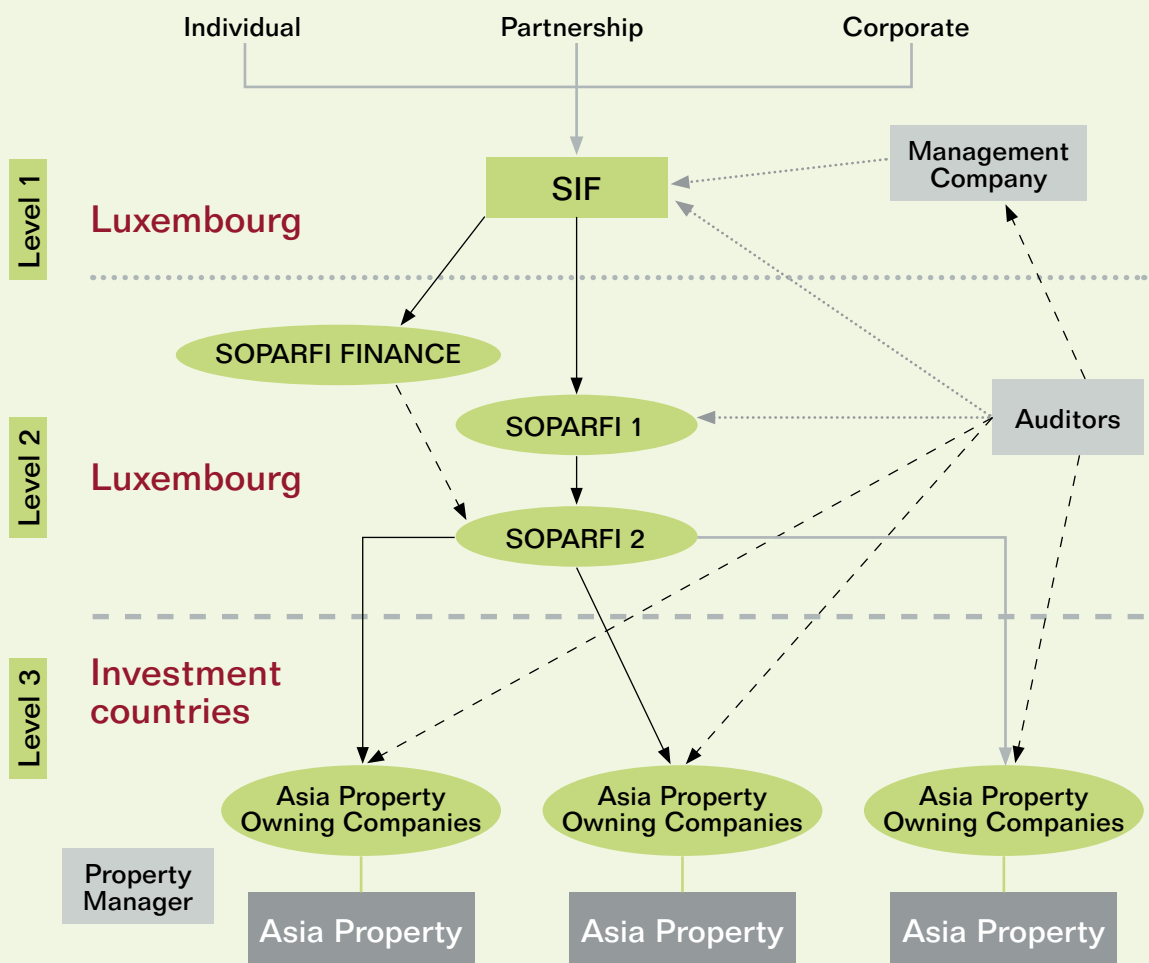 Individual
Partnership
Corporate
Level 1
Luxembourg
SIF
Management
Company
SOPARFI FINANCE
SOPARFI 1
Auditors
Level 2
Luxembourg
SOPARFI 2
Level 3
Investment
countries
Asia Property
Owning Companies
Asia Property
Owning Companies
Asia Property
Owning Companies
Property
Manager
Asia Property
Asia Property
Asia Property